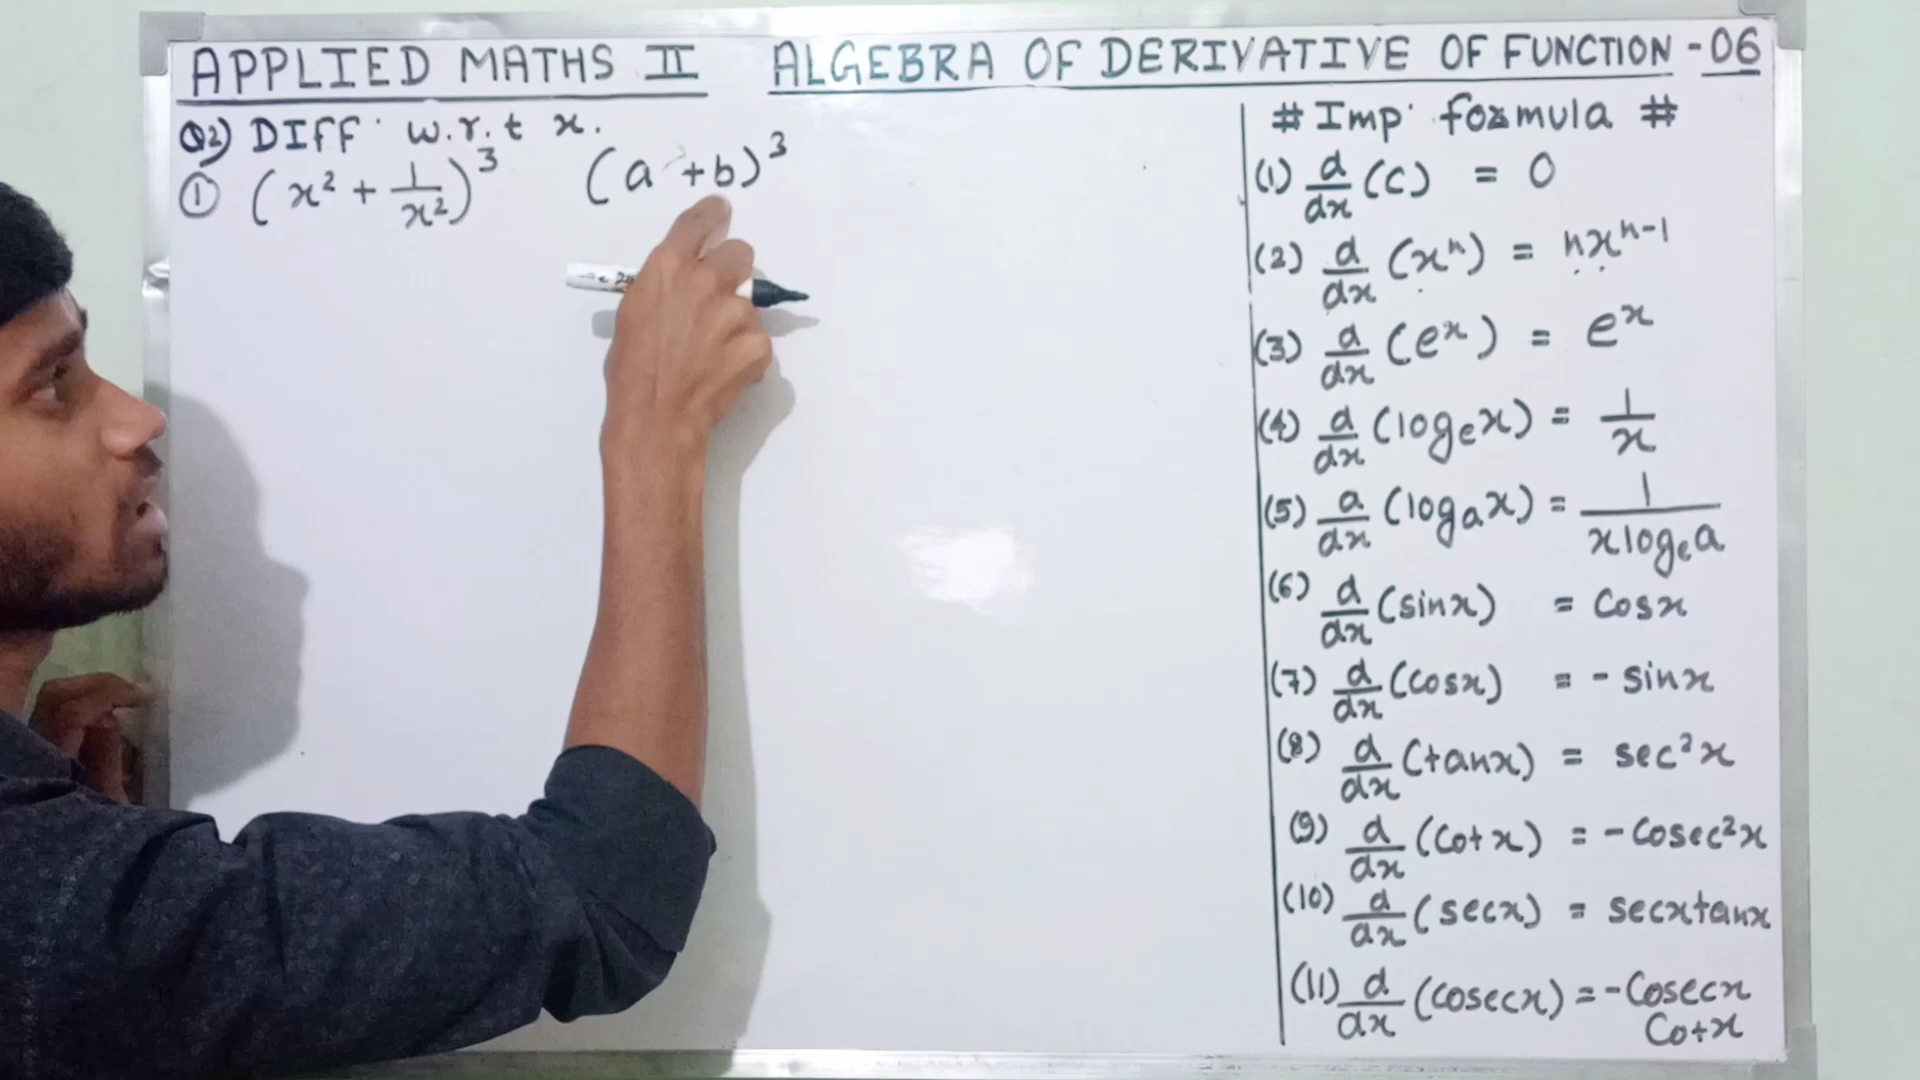 APPLIED MATHS II ALGEBRA OF DERIVATIVE OF FUNCTION - 06
Q2) DIFF. w.r.t x.
① (x² + 1/x²)³ (a + b)³
# Imp. formula #
(1) d/dx (c) = 0
(2) d/dx (xⁿ) = nxⁿ⁻¹
(3) d/dx (eˣ) = eˣ
(4) d/dx (logₑx) = 1/x
(5) d/dx (logₐx) = 1/(x logₑa)
(6) d/dx (sinx) = Cosx
(7) d/dx (cosx) = - sinx
(8) d/dx (tanx) = sec²x
(9) d/dx (Cotx) = - Cosec²x
(10) d/dx (secx) = secxtanx
(11) d/dx (cosecx) = - Cosecx
Cotx